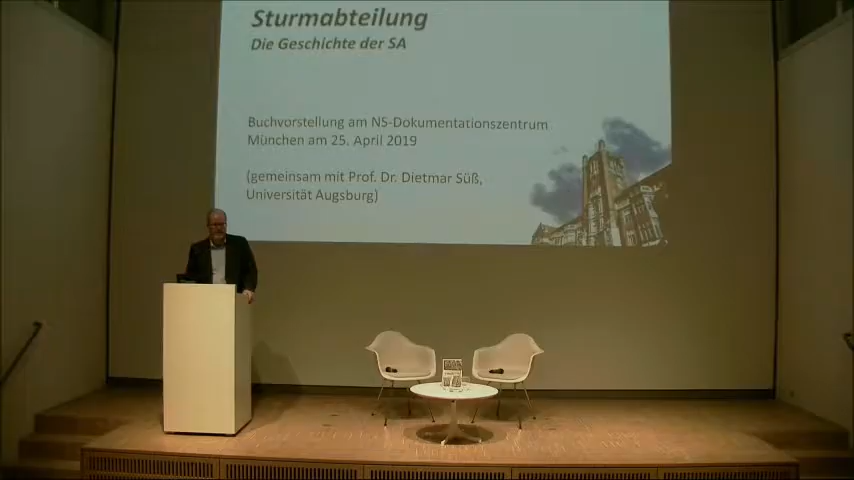 Sturmabteilung
Die Geschichte der SA
Buchvorstellung am NS-Dokumentationszentrum
München am 25. April 2019
(gemeinsam mit Prof. Dr. Dietmar Süß,
Universität Augsburg)